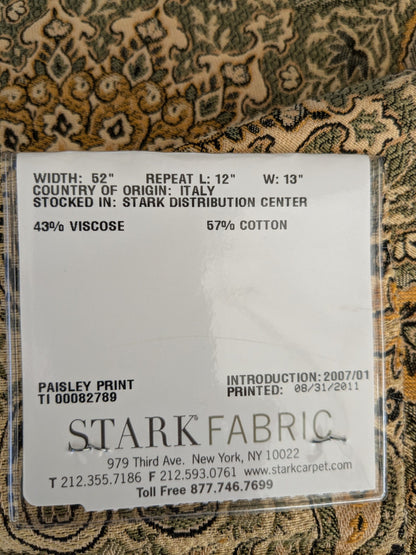 WIDTH: 52" REPEAT L: 12" W: 13"
COUNTRY OF ORIGIN: ITALY
STOCKED IN: STARK DISTRIBUTION CENTER
43% VISCOSE 57% COTTON
PAISLEY PRINT INTRODUCTION: 2007/01
TI 00082789 PRINTED: 08/31/2011
STARK FABRIC
979 Third Ave. New York, NY 10022
T 212.355.7186 F 212.593.0761 www.starkcarpet.com
Toll Free 877.746.7699